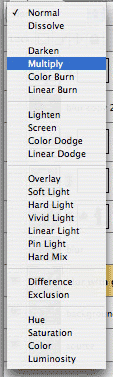 Normal
Dissolve
Darken
Multiply
Color Burn
Linear Burn
Lighten
Screen
Color Dodge
Linear Dodge
Overlay
Soft Light
Hard Light
Vivid Light
Linear Light
Pin Light
Hard Mix
Difference
Exclusion
Hue
Saturation
Color
Luminosity